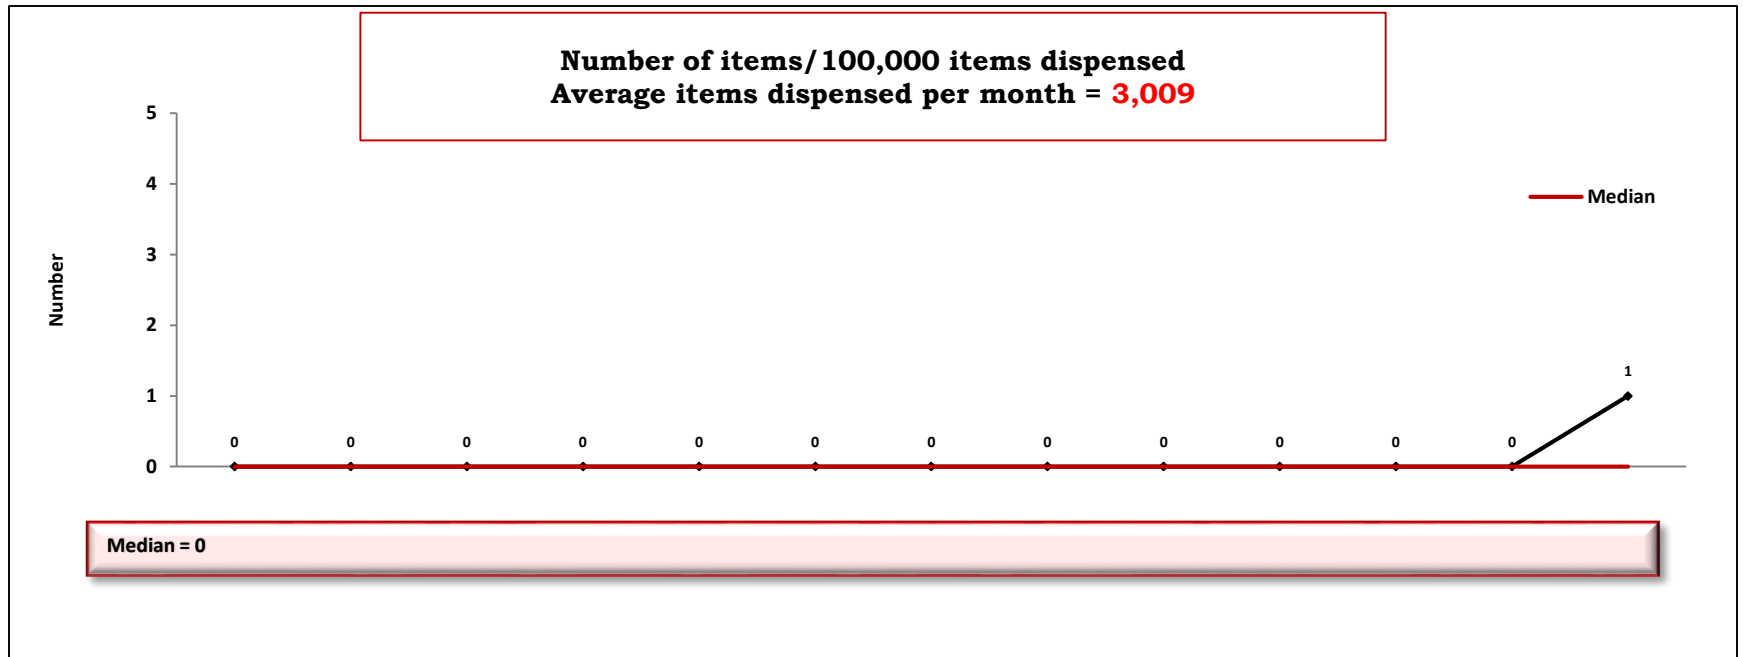 Number of items/100,000 items dispensed
Average items dispensed per month = 3,009
5
4
3
2
1
0
Number
Median
0 0 0 0 0 0 0 0 0 0 0 0 1
Median = 0